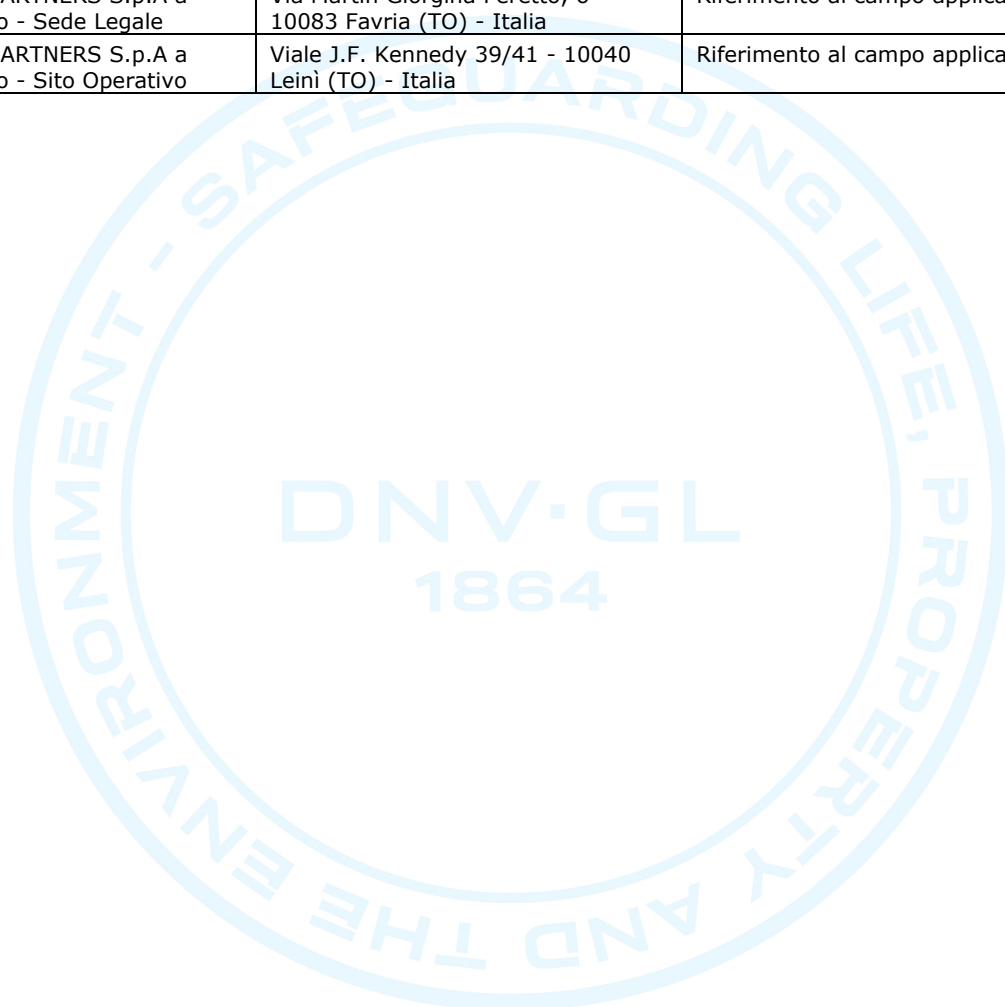 o - Sede Legale
10083 Favria (TO) - Italia
ARTNERS S.p.A a
o - Sito Operativo
Viale J.F. Kennedy 39/41 - 10040
Leinì (TO) - Italia
Riferimento al campo applica
SAFEGUARDING LIFE, PROPERTY AND THE ENVIRONMENT -
DNV·GL
1864